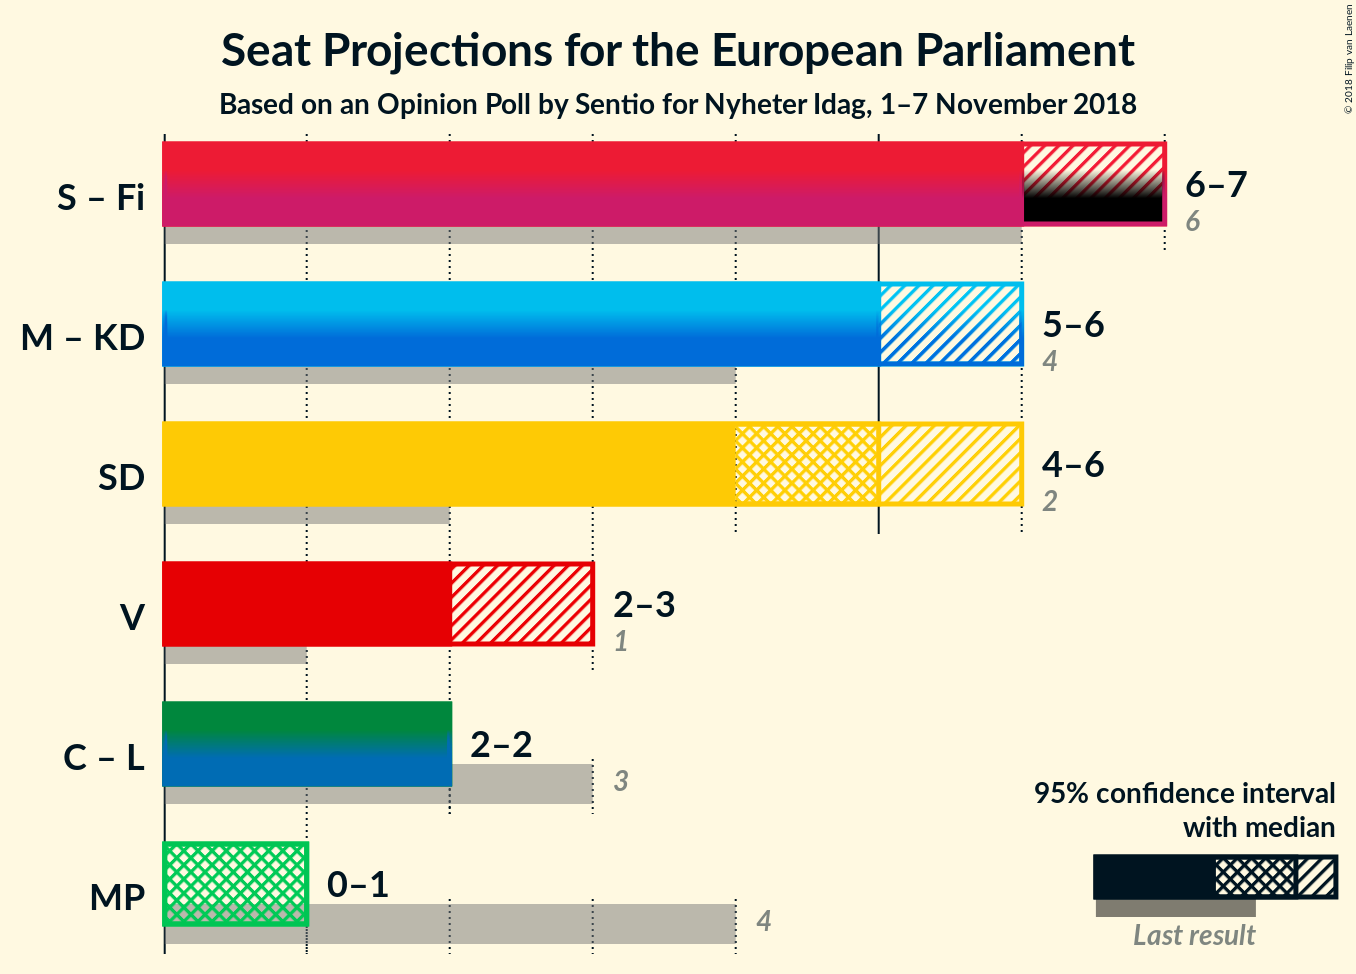 Seat Projections for the European Parliament
Based on an Opinion Poll by Sentio for Nyheter Idag, 1–7 November 2018
© 2018 Filip van Laenen
S – Fi
6–7
6
M – KD
5–6
4
SD
4–6
2
V
2–3
1
C – L
2–2
3
MP
0–1
4
95% confidence interval
with median
Last result